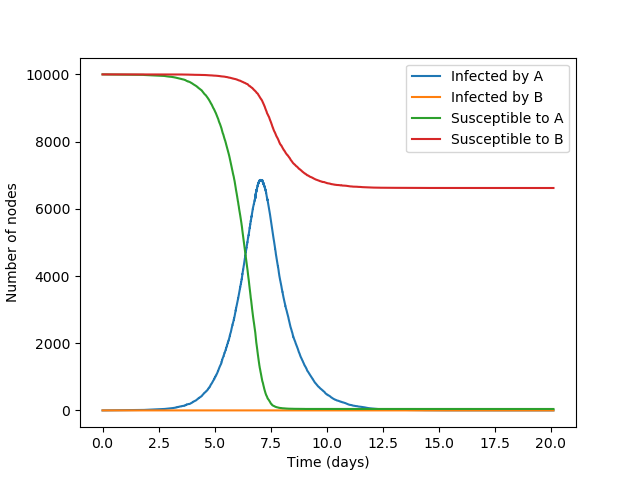 Infected by A
Infected by B
Susceptible to A
Susceptible to B
10000
8000
6000
4000
2000
0
Number of nodes
0.0 2.5 5.0 7.5 10.0 12.5 15.0 17.5 20.0
Time (days)